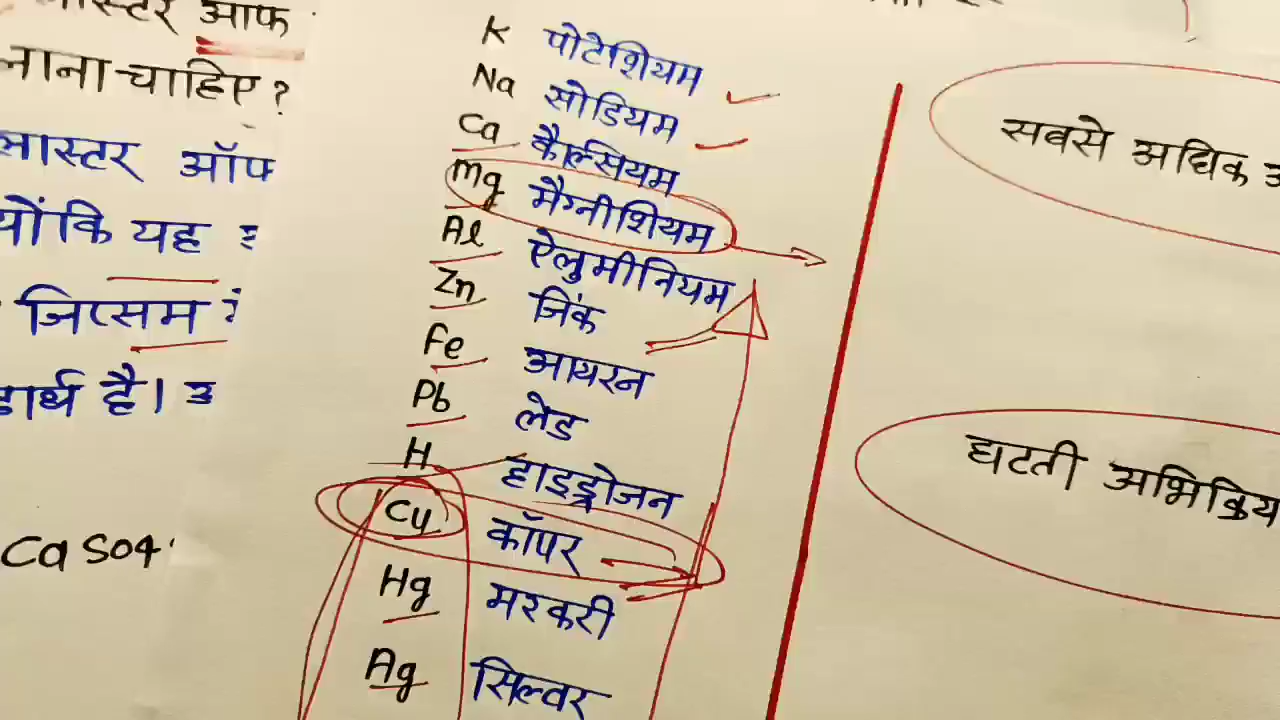 आफ
लाना चाहिए?
लास्टर ऑफ
क्योंकि यह
जिप्सम
है।
CaSO4
K पोटेशियम
Na सोडियम
Ca कैल्सियम
Mg मैग्नीशियम
Al ऐलुमीनियम
Zn जिंक
Fe आयरन
Pb लेड
H हाइड्रोजन
Cu कॉपर
Hg मरकरी
Ag सिल्वर
सबसे अधिक
घटती अभिक्रिय